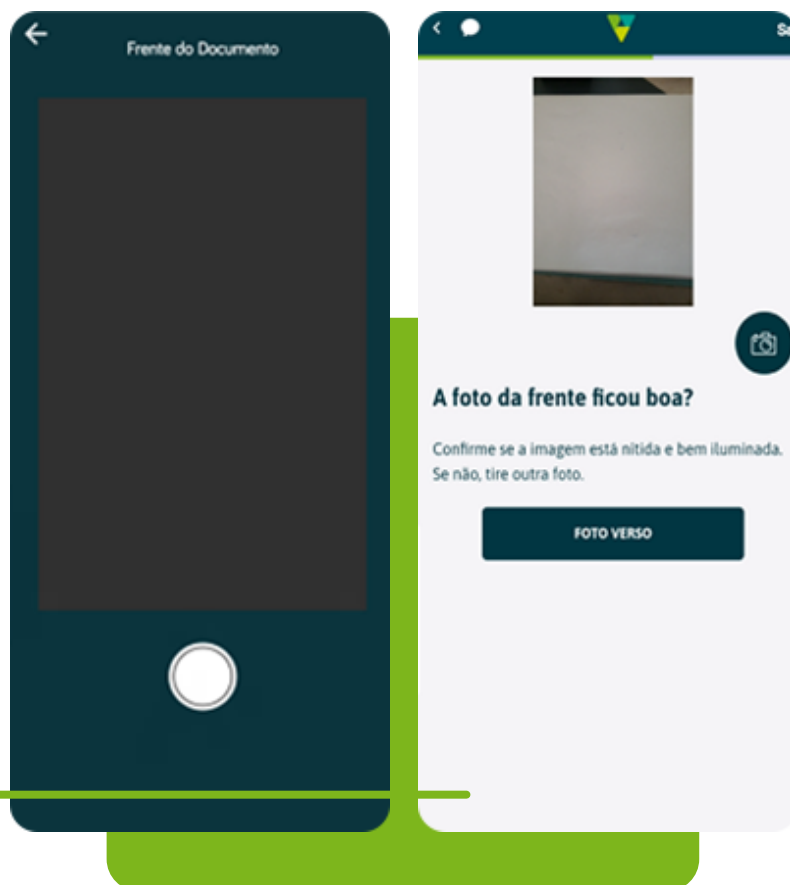 Frente do Documento
A foto da frente ficou boa?
Confirme se a imagem está nítida e bem iluminada.
Se não, tire outra foto.
FOTO VERSO